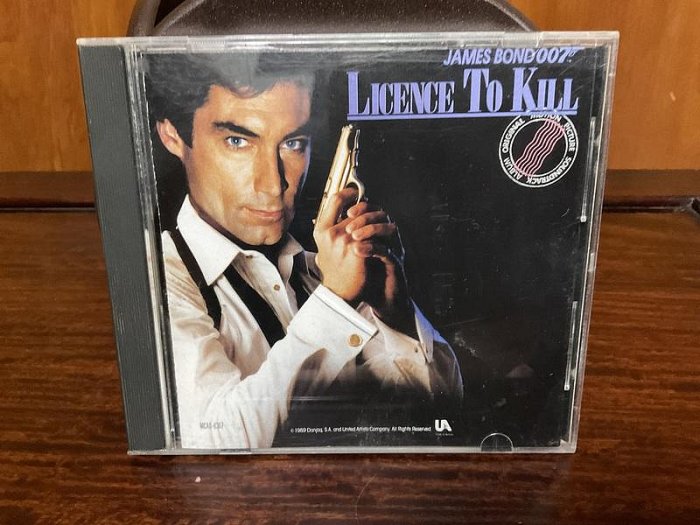 JAMES BOND 007
LICENCE TO KILL
ORIGINAL MOTION PICTURE SOUNDTRACK ALBUM
© 1989 Danjaq, S.A. and United Artists Company. All Rights Reserved.
UA